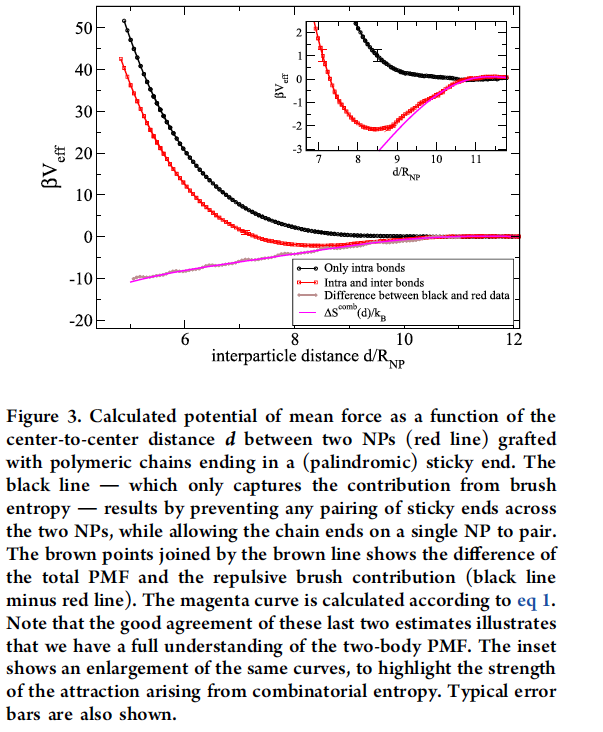 50
40
30
20
10
0
-10
-20
βV_eff
6
8
10
12
interparticle distance d/R_NP
2
1
0
-1
-2
-3
βV_eff
7
8
9
10
11
d/R_NP
Only intra bonds
Intra and inter bonds
Difference between black and red data
ΔS^comb(d)/k_B
Figure 3. Calculated potential of mean force as a function of the
center-to-center distance d between two NPs (red line) grafted
with polymeric chains ending in a (palindromic) sticky end. The
black line — which only captures the contribution from brush
entropy — results by preventing any pairing of sticky ends across
the two NPs, while allowing the chain ends on a single NP to pair.
The brown points joined by the brown line shows the difference of
the total PMF and the repulsive brush contribution (black line
minus red line). The magenta curve is calculated according to eq 1.
Note that the good agreement of these last two estimates illustrates
that we have a full understanding of the two-body PMF. The inset
shows an enlargement of the same curves, to highlight the strength
of the attraction arising from combinatorial entropy. Typical error
bars are also shown.